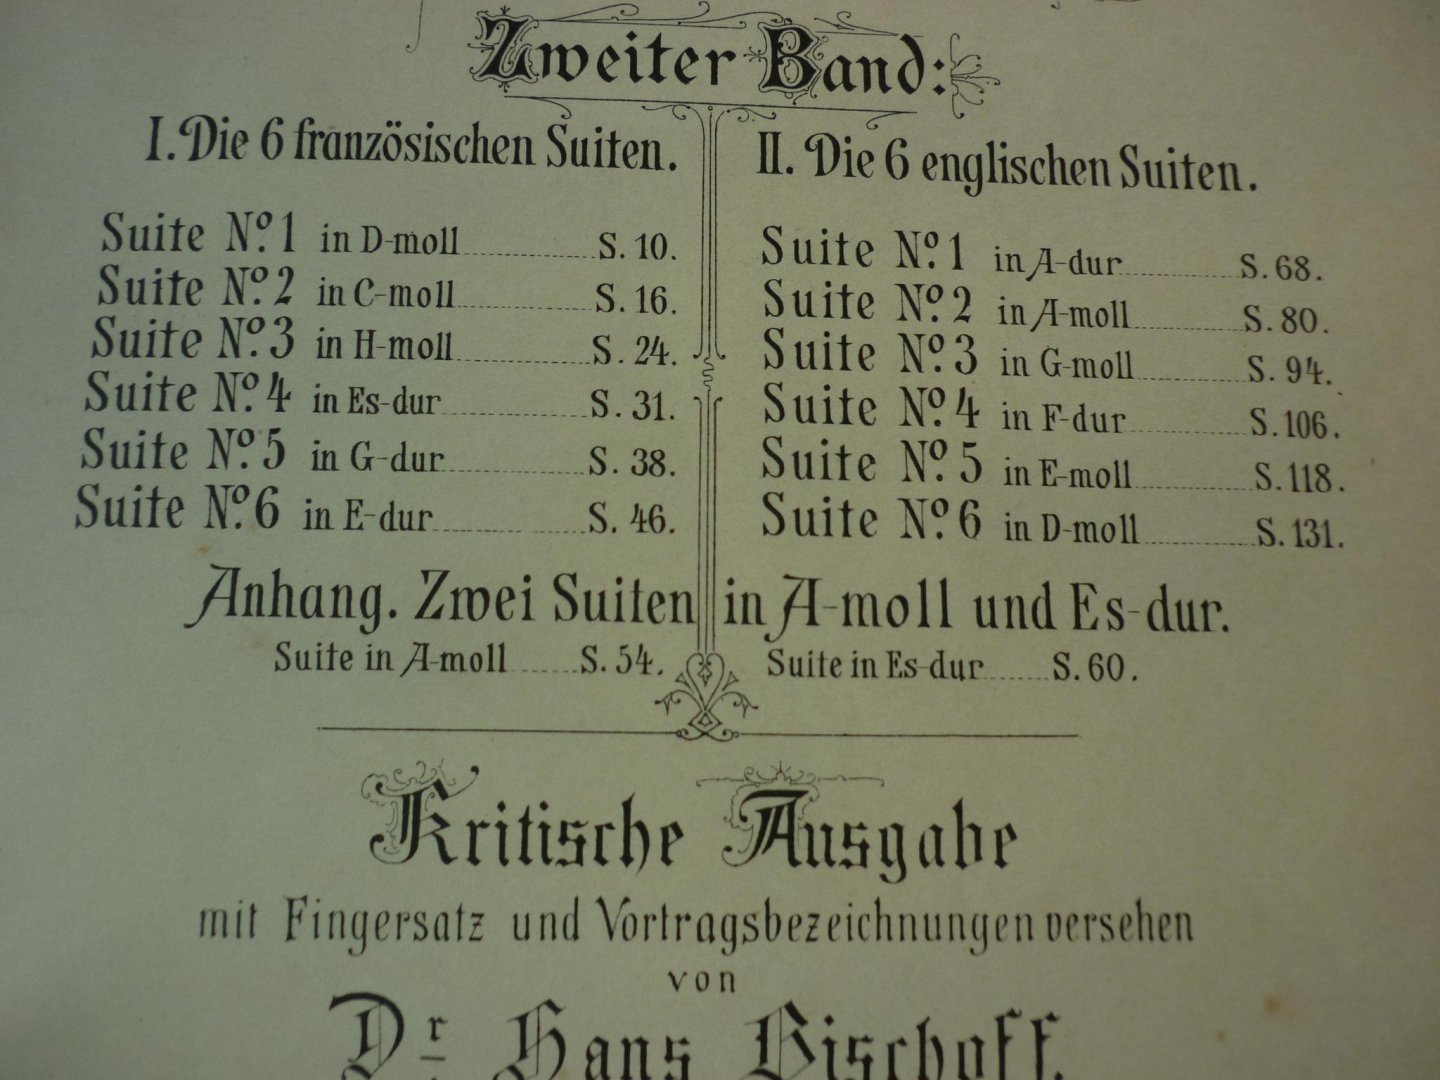 Zweiter Band:
I. Die 6 französischen Suiten.
Suite No. 1 in D-moll S. 10.
Suite No. 2 in C-moll S. 16.
Suite No. 3 in H-moll S. 24.
Suite No. 4 in Es-dur S. 31.
Suite No. 5 in G-dur S. 38.
Suite No. 6 in E-dur S. 46.
II. Die 6 englischen Suiten.
Suite No. 1 in A-dur S. 68.
Suite No. 2 in A-moll S. 80.
Suite No. 3 in G-moll S. 94.
Suite No. 4 in F-dur S. 106.
Suite No. 5 in E-moll S. 118.
Suite No. 6 in D-moll S. 131.
Anhang. Zwei Suiten in A-moll und Es-dur.
Suite in A-moll S. 54. Suite in Es-dur S. 60.
Kritische Ausgabe
mit Fingersatz und Vortragsbezeichnungen versehen
von
Dr. Hans Bischoff.